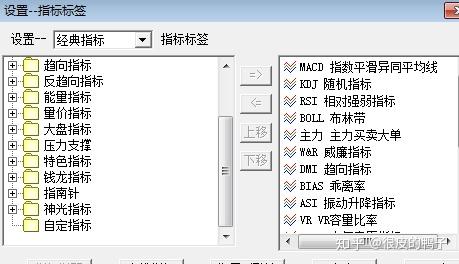 设置--指标标签
设置-- 经典指标 指标标签
趋向指标
反趋向指标
能量指标
量价指标
大盘指标
压力支撑
特色指标
钱龙指标
指南针
神光指标
自定指标
=>
<=
上移
下移
MACD 指数平滑异同平均线
KDJ 随机指标
RSI 相对强弱指标
BOLL 布林带
主力 主力买卖大单
W&R 威廉指标
DMI 趋向指标
BIAS 乖离率
ASI 振动升降指标
VR VR容量比率
知乎 @很皮的鸭子